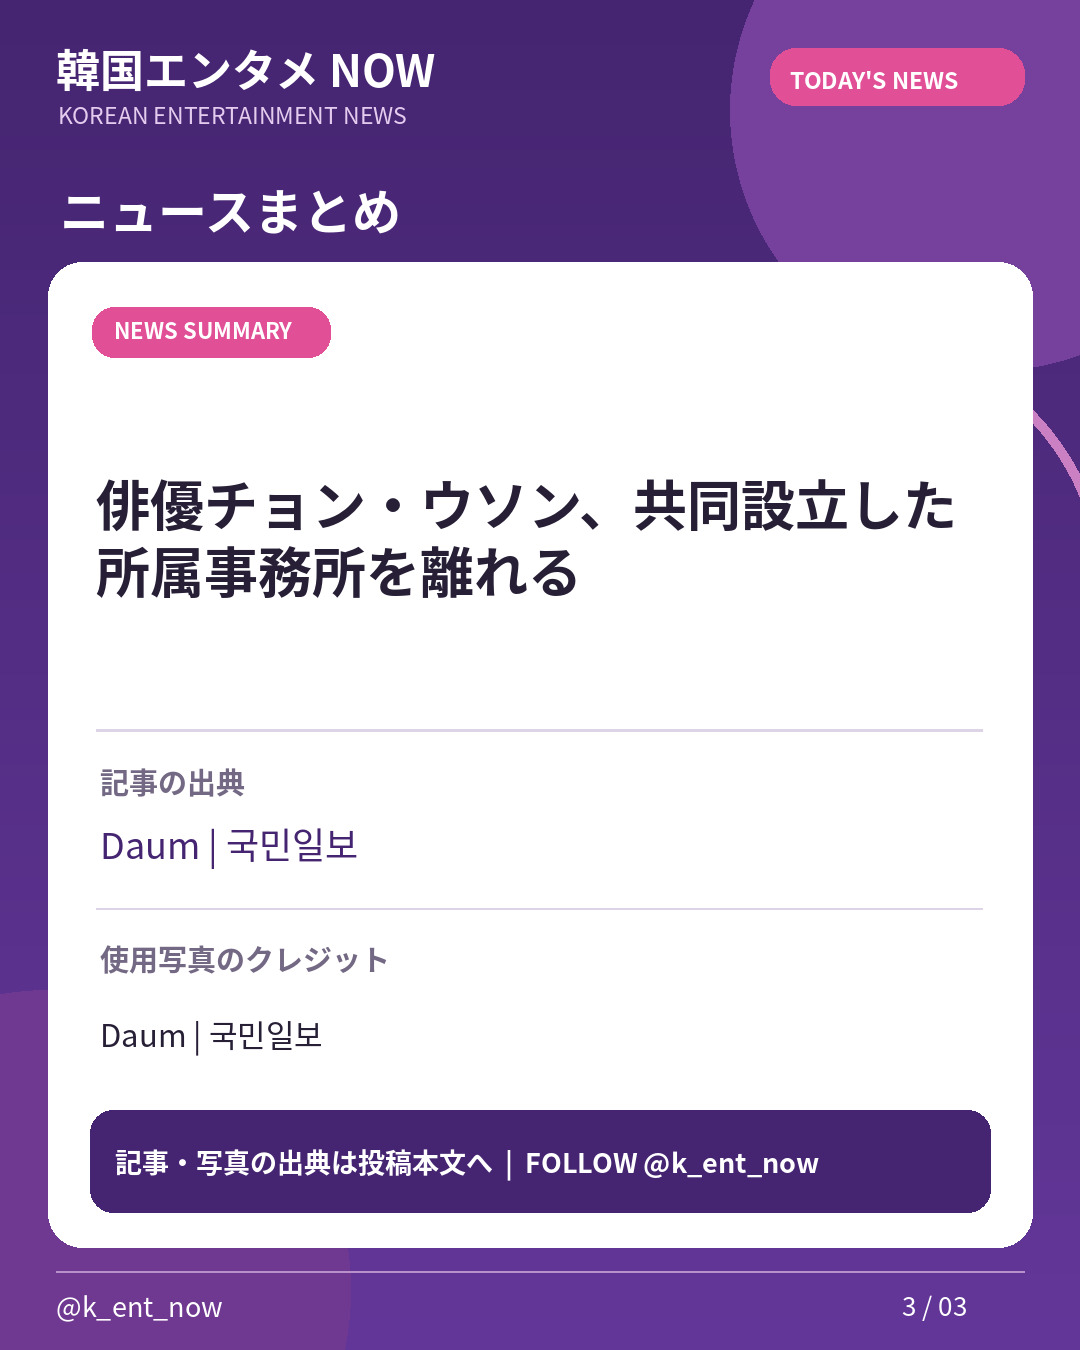 韓国エンタメ NOW
KOREAN ENTERTAINMENT NEWS
TODAY'S NEWS
ニュースまとめ
NEWS SUMMARY
俳優チョン・ウソン、共同設立した
所属事務所を離れる
記事の出典
Daum | 국민일보
使用写真のクレジット
Daum | 국민일보
記事・写真の出典は投稿本文へ | FOLLOW @k_ent_now
@k_ent_now
3 / 03